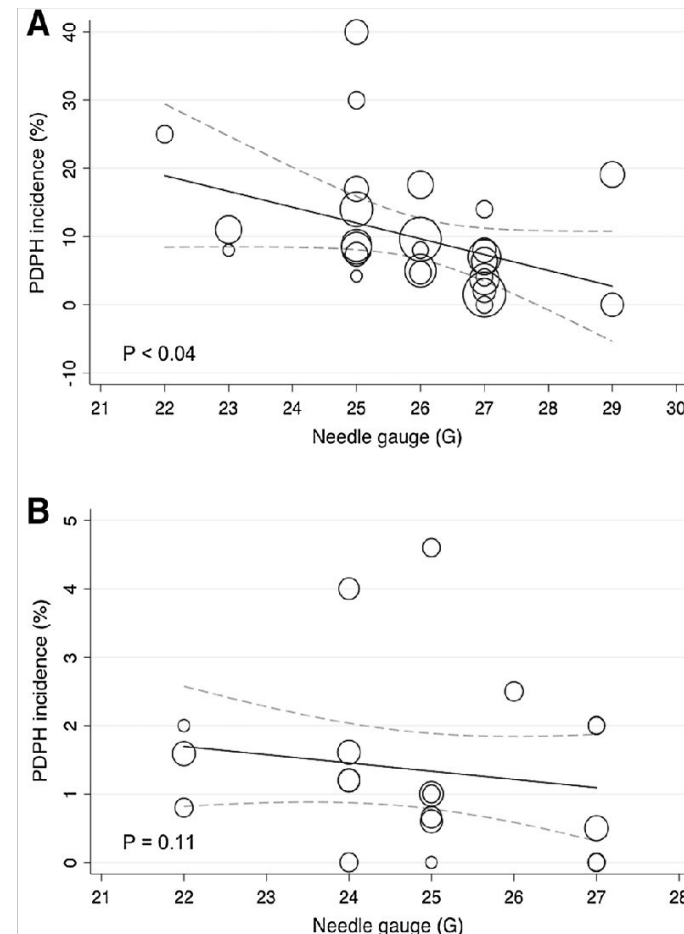 A
40
30
20
10
0
-10
PDPH incidence (%)
P < 0.04
21 22 23 24 25 26 27 28 29 30
Needle gauge (G)
B
5
4
3
2
1
0
PDPH incidence (%)
P = 0.11
21 22 23 24 25 26 27 28
Needle gauge (G)